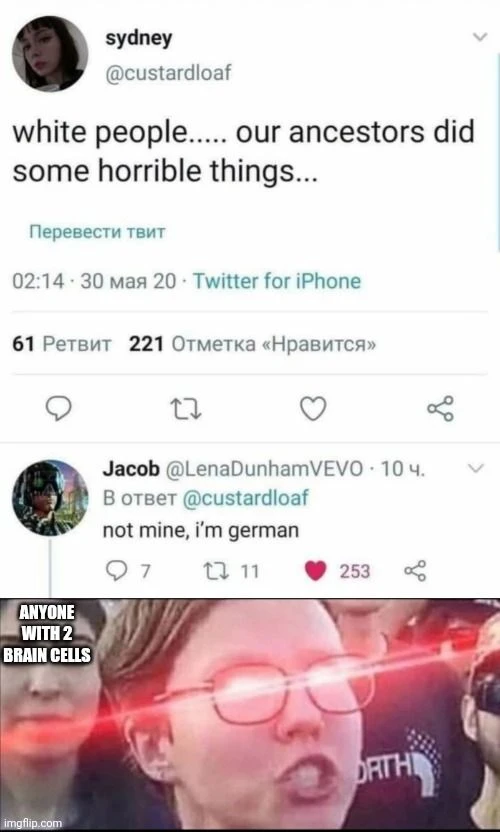 sydney
@custardloaf
white people..... our ancestors did
some horrible things...
Перевести твит
02:14 · 30 мая 20 · Twitter for iPhone
61 Ретвит 221 Отметка «Нравится»
Jacob @LenaDunhamVEVO · 10 ч.
В ответ @custardloaf
not mine, i'm german
7 11 253
ANYONE
WITH 2
BRAIN CELLS
ORTH
imgflip.com